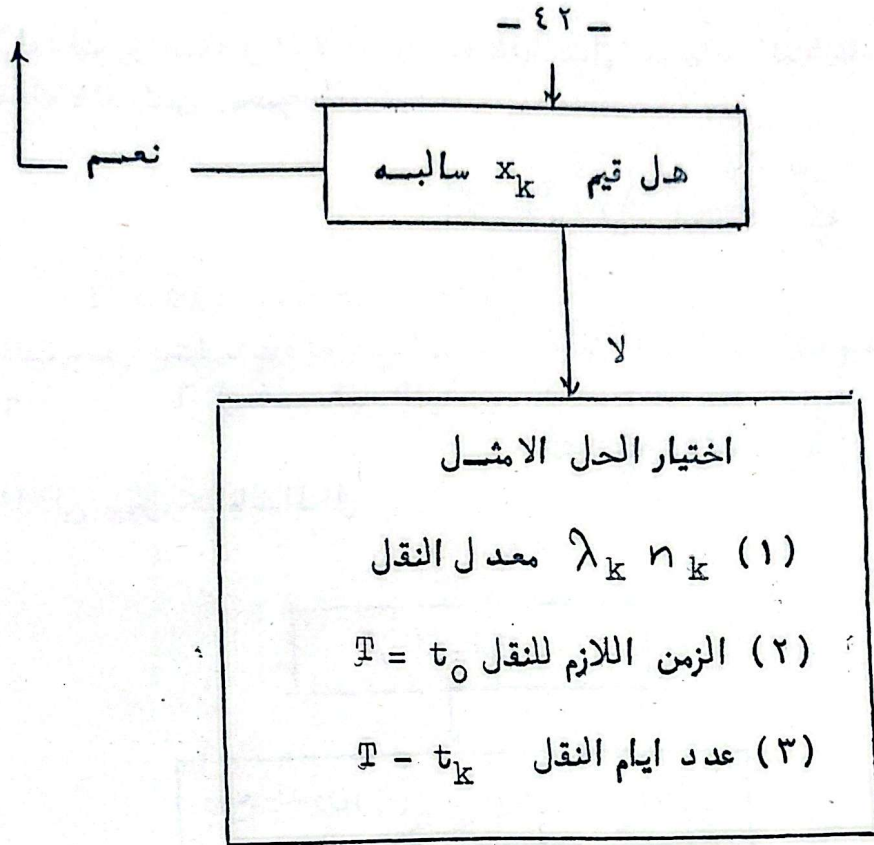 - ٤٢ -
هل قيم x_k سالبه
نعم
لا
اختيار الحل الامثل
(١) λ_k n_k معدل النقل
(٢) الزمن اللازم للنقل T = t_o
(٣) عدد ايام النقل T - t_k